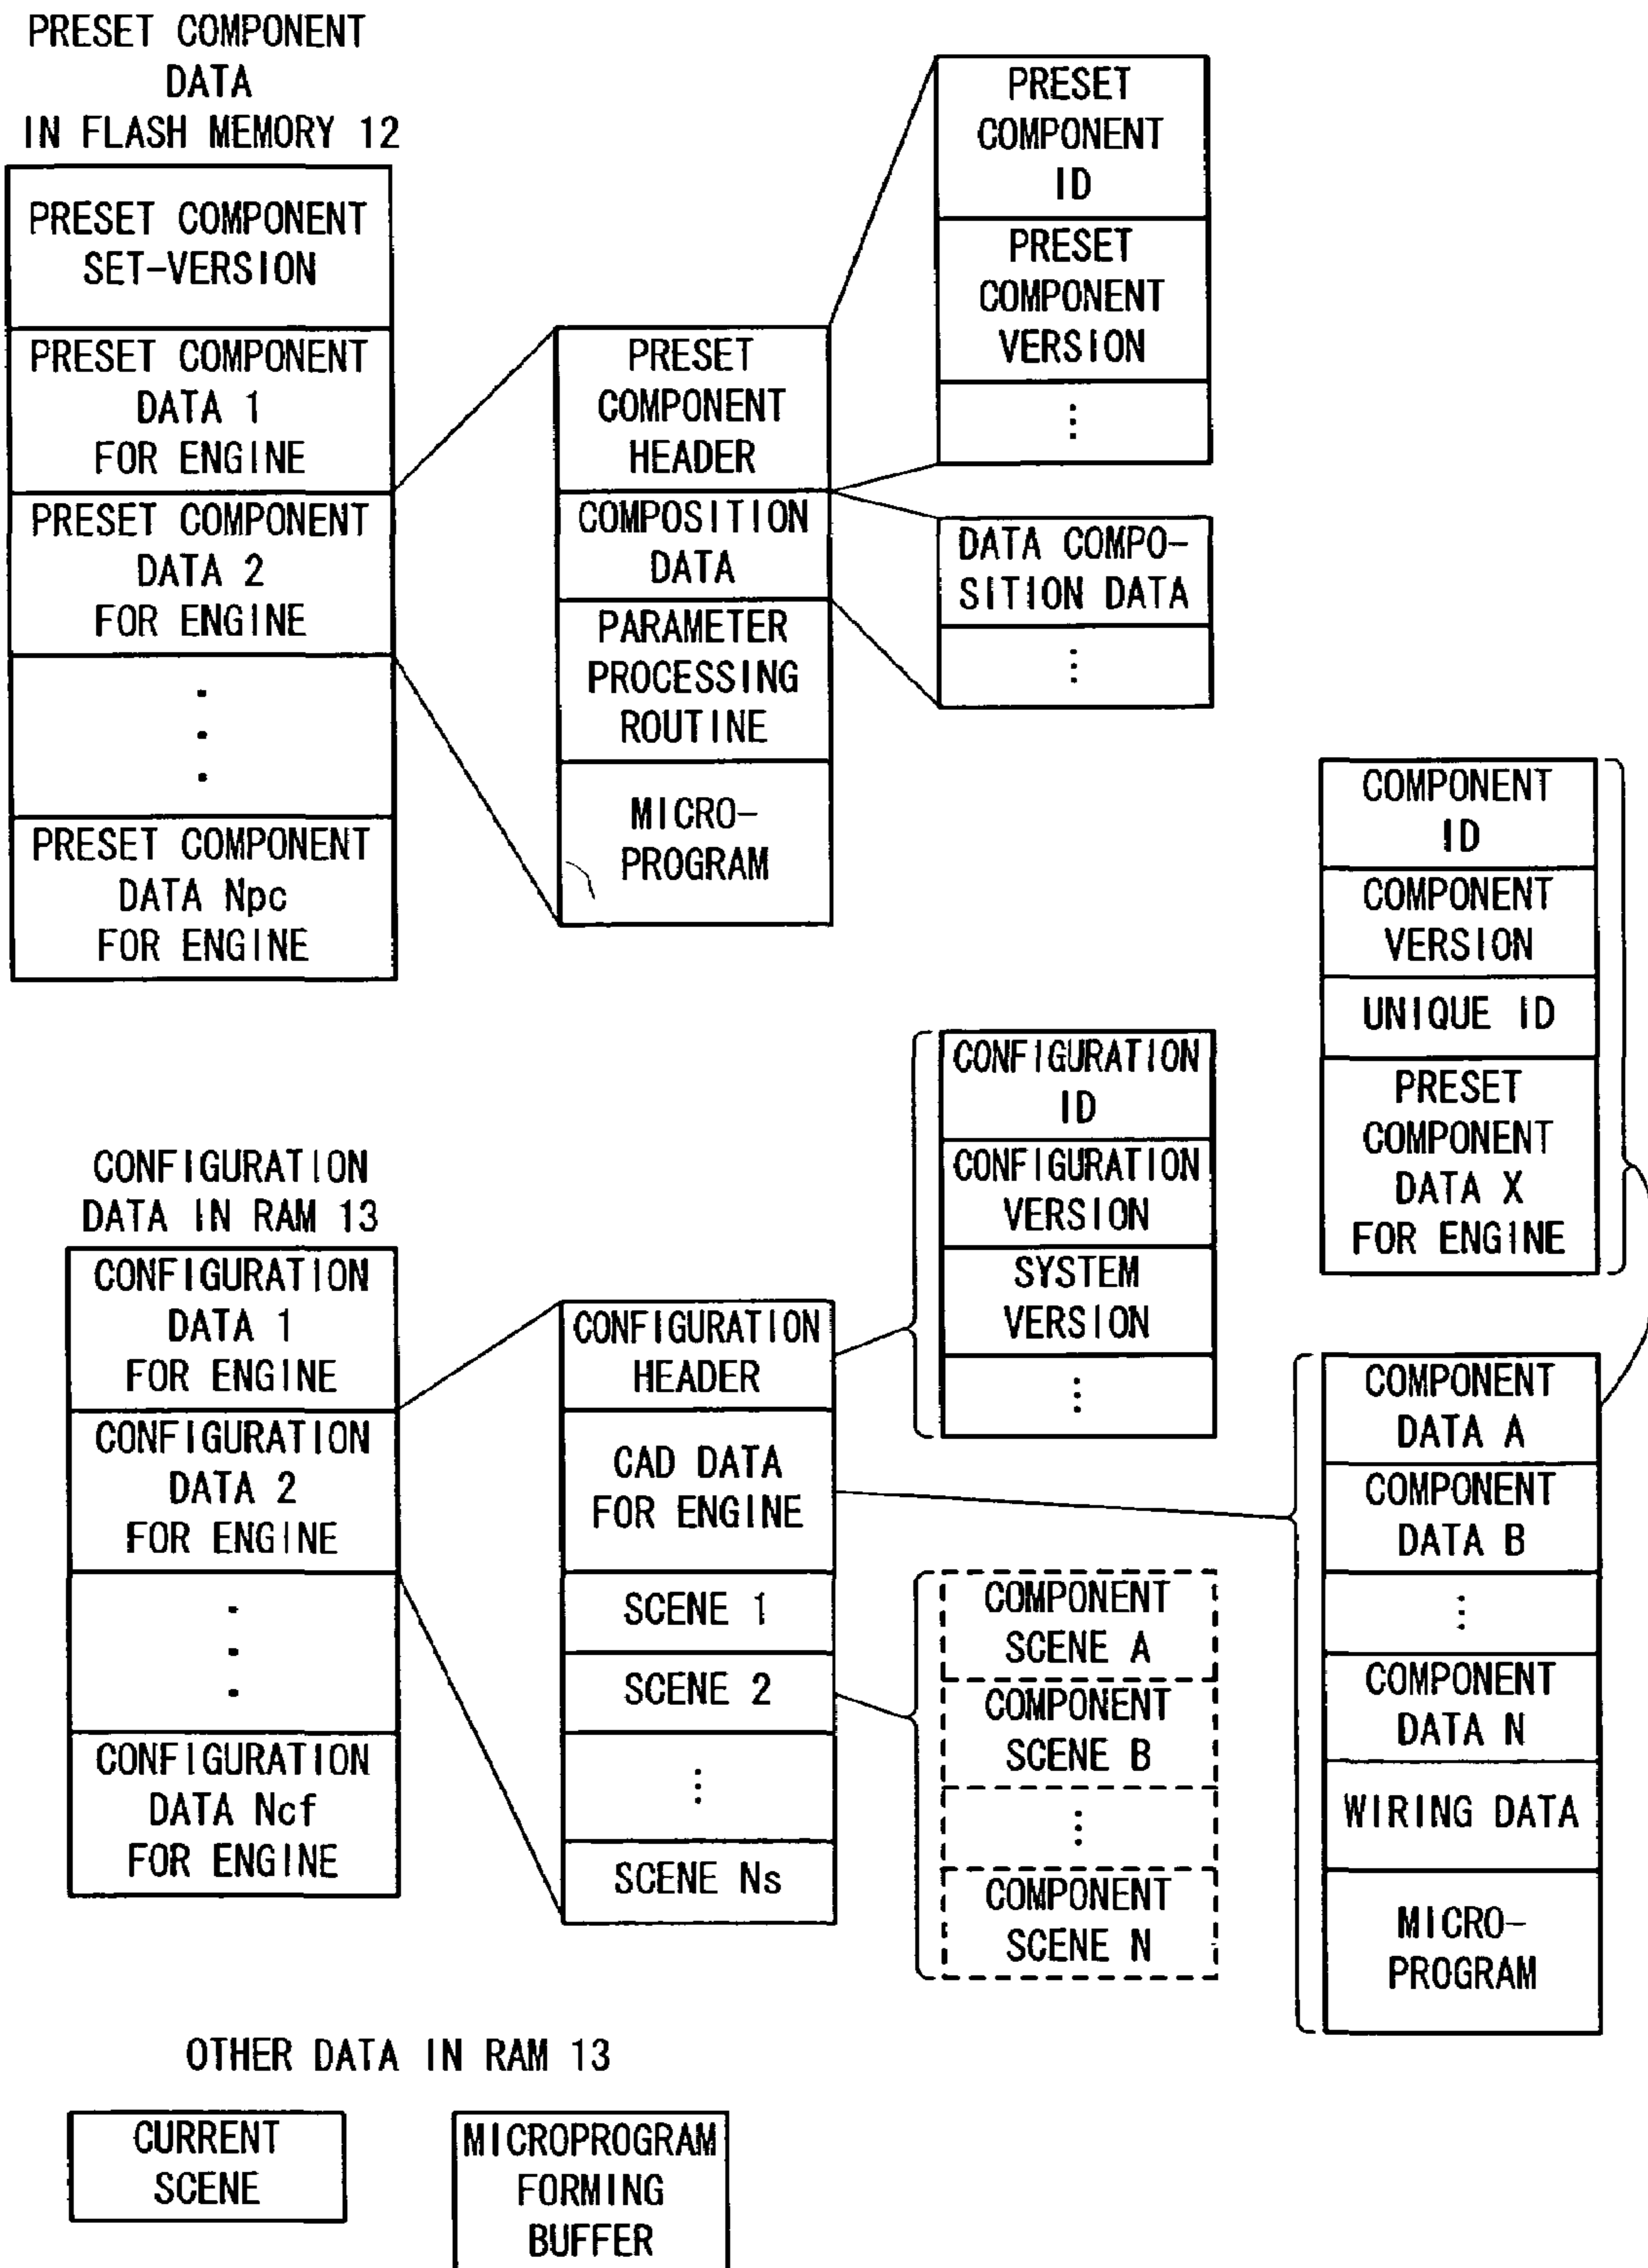 PRESET COMPONENT
DATA
IN FLASH MEMORY 12
PRESET COMPONENT
SET-VERSION
PRESET COMPONENT
DATA 1
FOR ENGINE
PRESET COMPONENT
DATA 2
FOR ENGINE
PRESET COMPONENT
DATA Npc
FOR ENGINE
PRESET
COMPONENT
HEADER
COMPOSITION
DATA
PARAMETER
PROCESSING
ROUTINE
MICRO-
PROGRAM
PRESET
COMPONENT
ID
PRESET
COMPONENT
VERSION
DATA COMPO-
SITION DATA
COMPONENT
ID
COMPONENT
VERSION
UNIQUE ID
PRESET
COMPONENT
DATA X
FOR ENGINE
CONFIGURATION
DATA IN RAM 13
CONFIGURATION
DATA 1
FOR ENGINE
CONFIGURATION
DATA 2
FOR ENGINE
CONFIGURATION
DATA Ncf
FOR ENGINE
CONFIGURATION
HEADER
CAD DATA
FOR ENGINE
SCENE 1
SCENE 2
SCENE Ns
CONFIGURATION
ID
CONFIGURATION
VERSION
SYSTEM
VERSION
COMPONENT
SCENE A
COMPONENT
SCENE B
COMPONENT
SCENE N
COMPONENT
DATA A
COMPONENT
DATA B
COMPONENT
DATA N
WIRING DATA
MICRO-
PROGRAM
OTHER DATA IN RAM 13
CURRENT
SCENE
MICROPROGRAM
FORMING
BUFFER